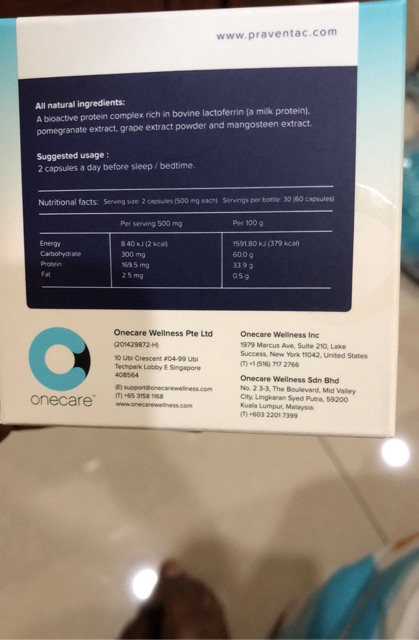 www.praventac.com
All natural ingredients:
A bioactive protein complex rich in bovine lactoferrin (a milk protein),
pomegranate extract, grape extract powder and mangosteen extract.
Suggested usage :
2 capsules a day before sleep / bedtime.
Nutritional facts: Serving size: 2 capsules (500 mg each) Servings per bottle: 30 (60 capsules)
Per serving 500 mg Per 100 g
Energy 8.40 kJ (2 kcal) 1591.80 kJ (379 kcal)
Carbohydrate 300 mg 60.0 g
Protein 169.5 mg 33.9 g
Fat 2.5 mg 0.5 g
onecare™
Onecare Wellness Pte Ltd
(201429872-H)
10 Ubi Crescent #04-99 Ubi
Techpark Lobby E Singapore
408564
(E) support@onecarewellness.com
(T) +65 3158 1168
www.onecarewellness.com
Onecare Wellness Inc
1979 Marcus Ave, Suite 210, Lake
Success, New York 11042, United States
(T) +1 (516) 717 2766
Onecare Wellness Sdn Bhd
No. 2 3-3, The Boulevard, Mid Valley
City, Lingkaran Syed Putra, 59200
Kuala Lumpur, Malaysia.
(T) +603 2201 7399